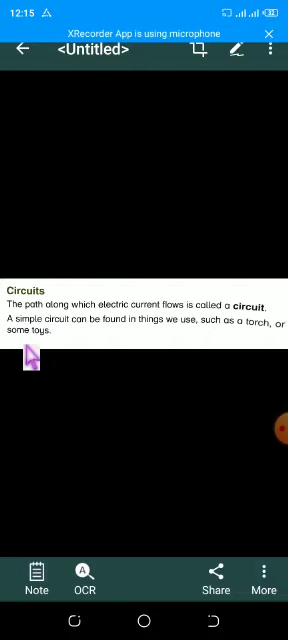 12:15
XRecorder App is using microphone
<Untitled>
Circuits
The path along which electric current flows is called a circuit.
A simple circuit can be found in things we use, such as a torch, or
some toys.
Note
OCR
Share
More